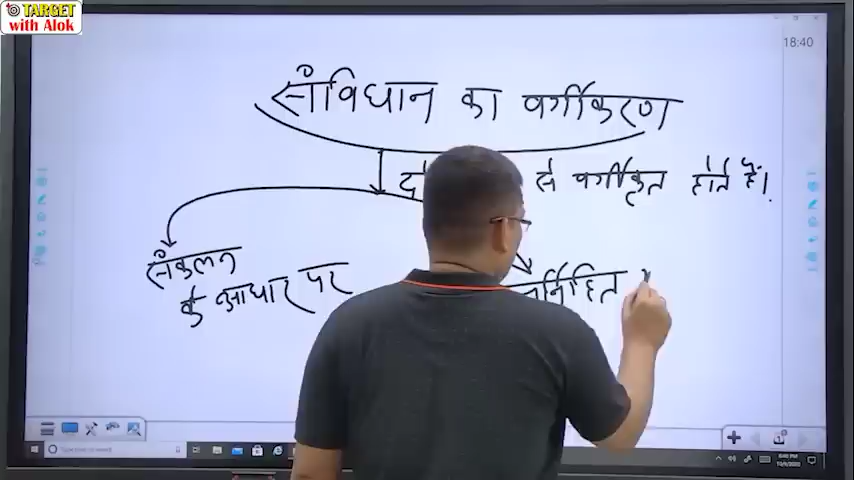 TARGET
with Alok
18:40
संविधान का वर्गीकरण
से वर्गीकृत होते हैं।
संकलन
के आधार पर